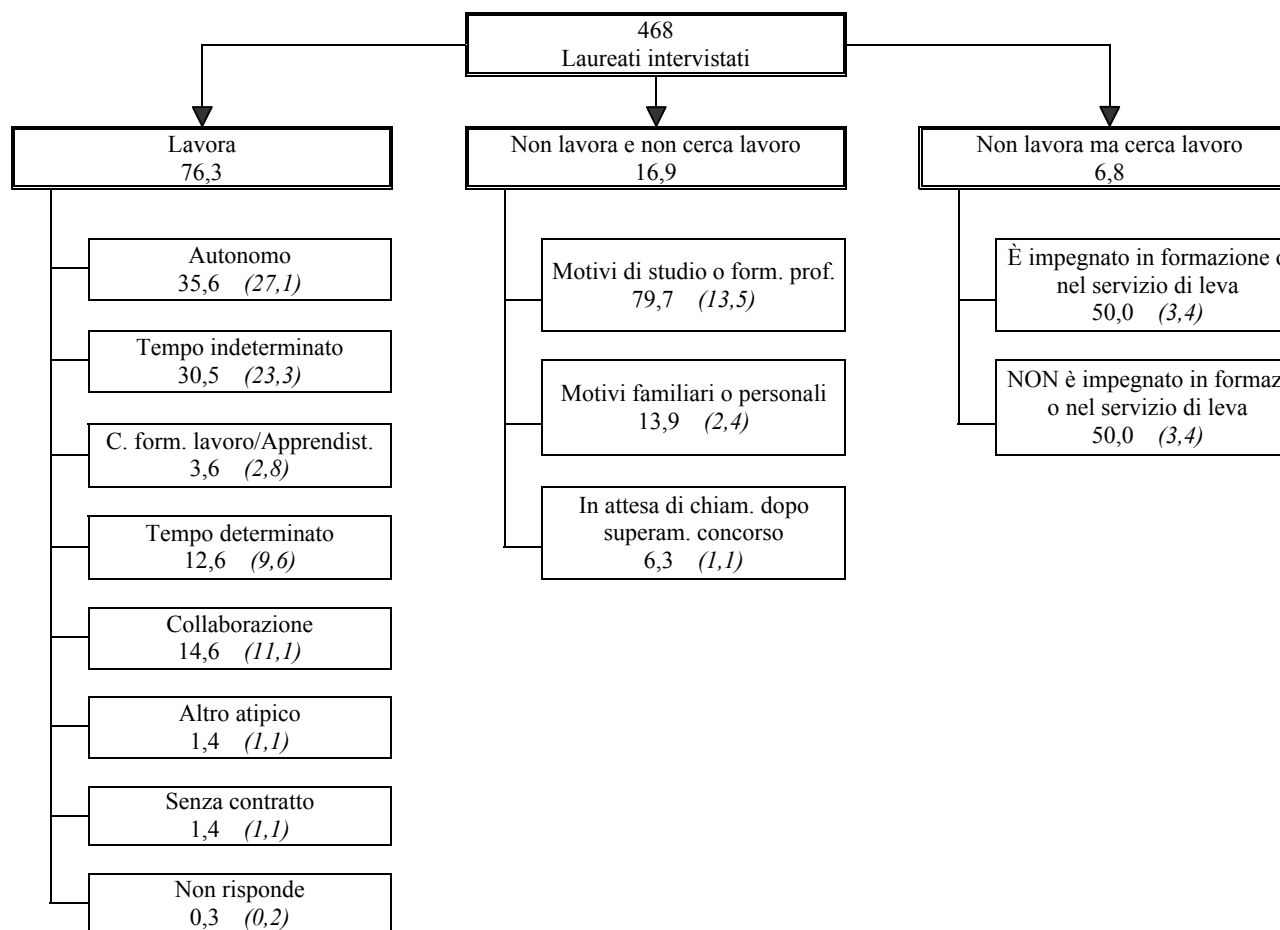 468
Laureati intervistati
Lavora
76,3
Autonomo
35,6 (27,1)
Tempo indeterminato
30,5 (23,3)
C. form. lavoro/Apprendist.
3,6 (2,8)
Tempo determinato
12,6 (9,6)
Collaborazione
14,6 (11,1)
Altro atipico
1,4 (1,1)
Senza contratto
1,4 (1,1)
Non risponde
0,3 (0,2)
Non lavora e non cerca lavoro
16,9
Motivi di studio o form. prof.
79,7 (13,5)
Motivi familiari o personali
13,9 (2,4)
In attesa di chiam. dopo
superam. concorso
6,3 (1,1)
Non lavora ma cerca lavoro
6,8
È impegnato in formazione
nel servizio di leva
50,0 (3,4)
NON è impegnato in
o nel servizio di leva
50,0 (3,4)